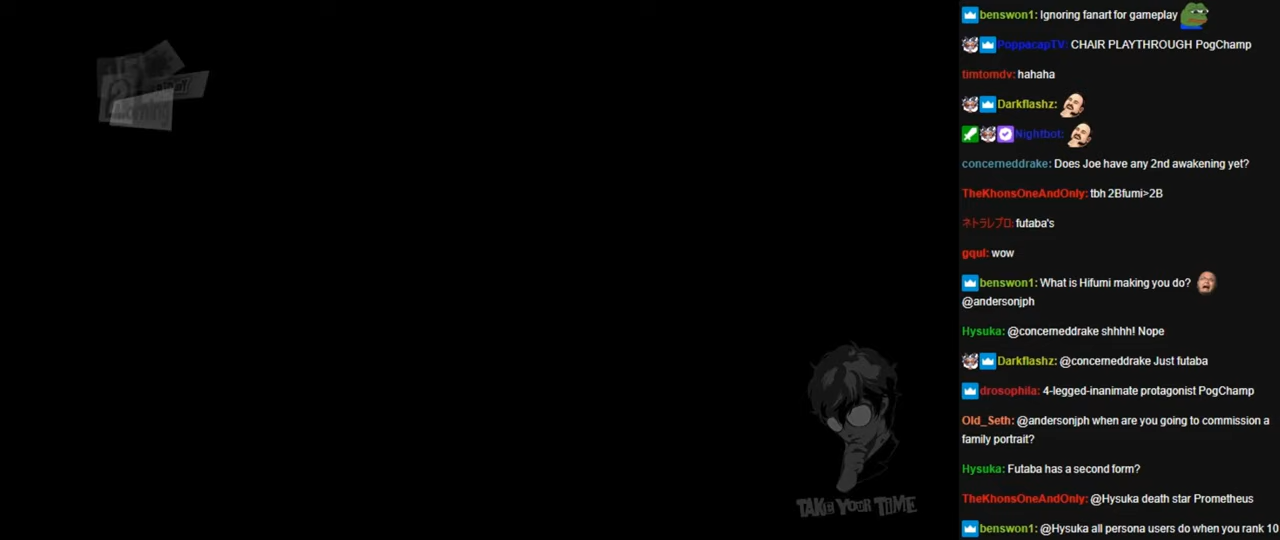 15
2
Morning
TAKE YOUR TIME
benswon1: Ignoring fanart for gameplay
PoppacapTV: CHAIR PLAYTHROUGH PogChamp
timtomdv: hahaha
Darkflashz:
Nightbot:
concerneddrake: Does Joe have any 2nd awakening yet?
TheKhonsOneAndOnly: tbh 2Bfumi>2B
ネトラレプロ: futaba's
gqul: wow
benswon1: What is Hifumi making you do?
@andersonjph
Hysuka: @concerneddrake shhhh! Nope
Darkflashz: @concerneddrake Just futaba
drosophila: 4-legged-inanimate protagonist PogChamp
Old_Seth: @andersonjph when are you going to commission a
family portrait?
Hysuka: Futaba has a second form?
TheKhonsOneAndOnly: @Hysuka death star Prometheus
benswon1: @Hysuka all persona users do when you rank 10